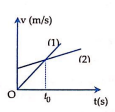 v (m/s)
(1)
(2)
O
t₀
t(s)